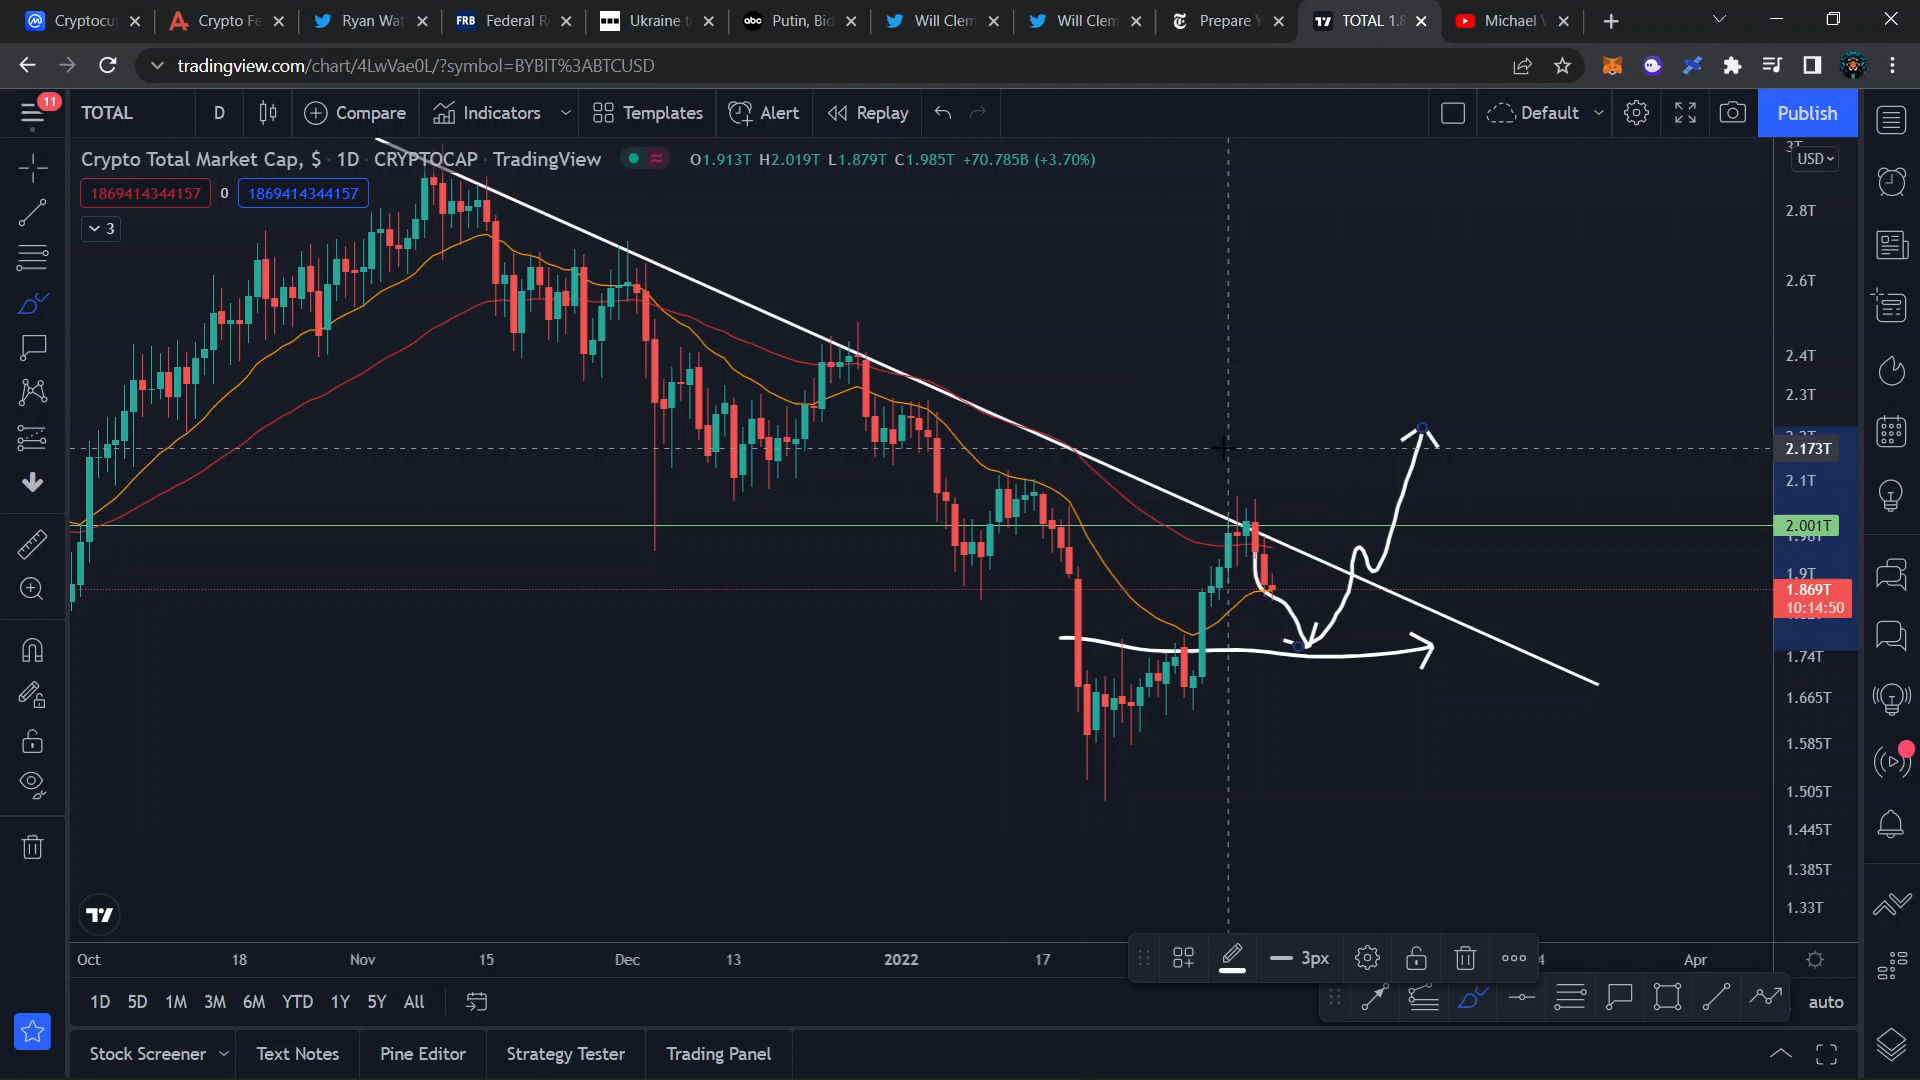 Cryptocur
Crypto Fe
Ryan Wat
FRB
Federal R
Ukraine t
abc
Putin, Bid
Will Clem
Will Clem
Prepare Y
TOTAL 1.8
Michael
tradingview.com/chart/4LwVae0L/?symbol=BYBIT%3ABTCUSD
11
TOTAL
D
Compare
Indicators
Templates
Alert
Replay
Default
Publish
Crypto Total Market Cap, $ · 1D · CRYPTOCAP · TradingView
O1.913T H2.019T L1.879T C1.985T +70.785B (+3.70%)
1869414344157
0
1869414344157
3
3T
USD
2.8T
2.6T
2.4T
2.3T
2.173T
2.1T
2.001T
1.9T
1.869T
10:14:50
1.74T
1.665T
1.585T
1.505T
1.445T
1.385T
1.33T
Oct
18
Nov
15
Dec
13
2022
17
4
Apr
3px
1D
5D
1M
3M
6M
YTD
1Y
5Y
All
auto
Stock Screener
Text Notes
Pine Editor
Strategy Tester
Trading Panel